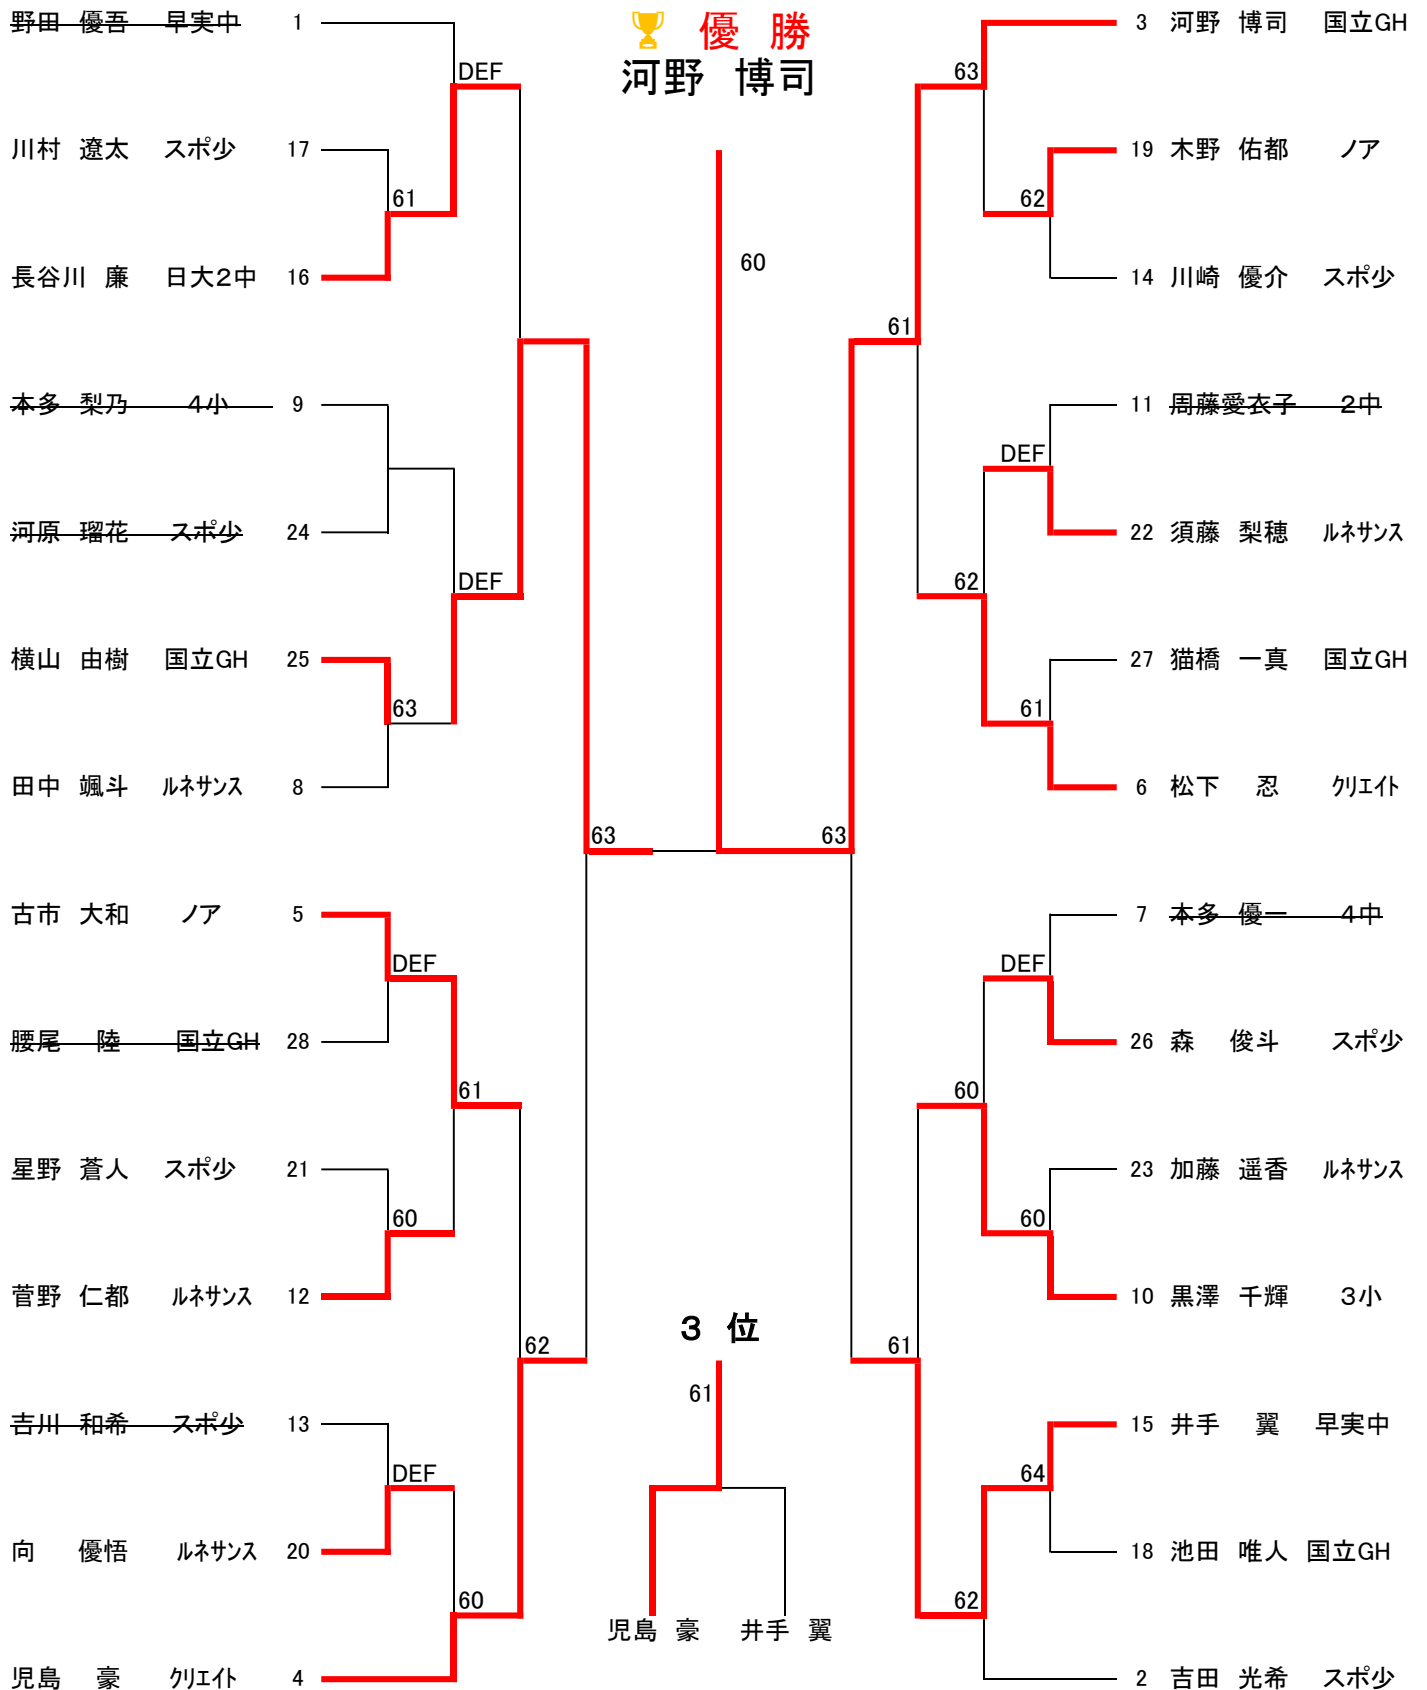 優 勝
河野 博司
野田 優吾 早実中 1
DEF
川村 遼太 スポ少 17
61
長谷川 廉 日大2中 16
本多 梨乃 4小 9
河原 瑠花 スポ少 24
DEF
横山 由樹 国立GH 25
63
田中 颯斗 ルネサンス 8
63
古市 大和 ノア 5
DEF
腰尾 陸 国立GH 28
61
星野 蒼人 スポ少 21
60
菅野 仁都 ルネサンス 12
62
吉川 和希 スポ少 13
DEF
向 優悟 ルネサンス 20
60
児島 豪 クリエイト 4
60
3 位
61
児島 豪 井手 翼
3 河野 博司 国立GH
63
19 木野 佑都 ノア
62
14 川崎 優介 スポ少
61
11 周藤愛衣子 2中
DEF
22 須藤 梨穂 ルネサンス
62
27 猫橋 一真 国立GH
61
6 松下 忍 クリエイト
63
7 本多 優一 4中
DEF
26 森 俊斗 スポ少
60
23 加藤 遥香 ルネサンス
60
10 黒澤 千輝 3小
61
15 井手 翼 早実中
64
18 池田 唯人 国立GH
62
2 吉田 光希 スポ少